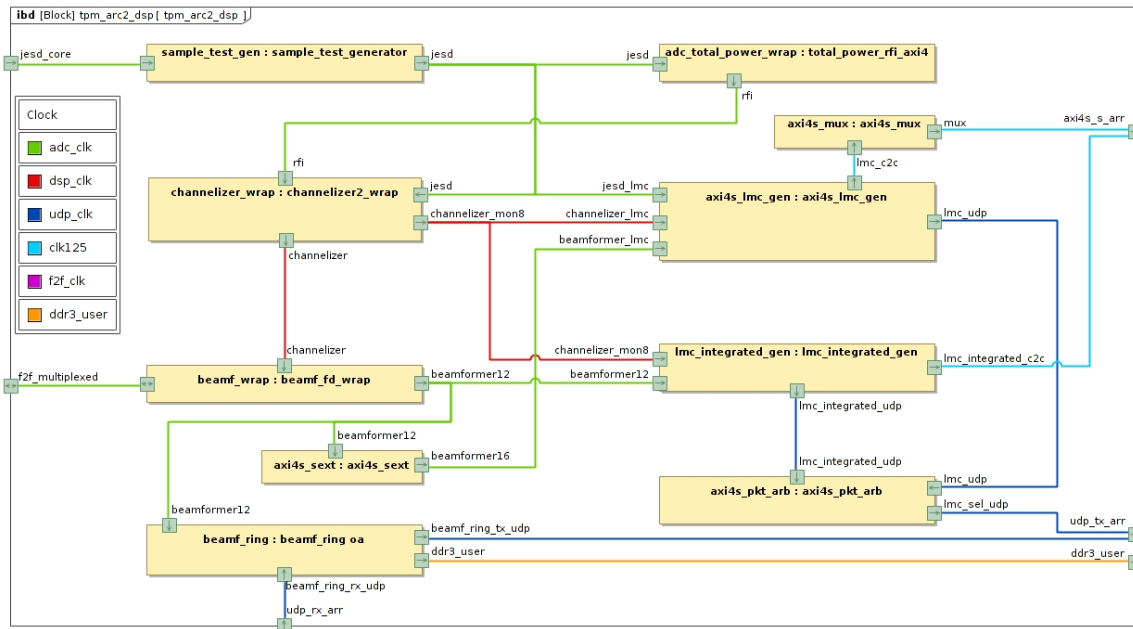 ibd [Block] tpm_arc2_dsp [ tpm_arc2_dsp ]
jesd_core
sample_test_gen : sample_test_generator
jesd
jesd
adc_total_power_wrap : total_power_rfi_axi4
rfi
Clock
adc_clk
dsp_clk
udp_clk
clk125
f2f_clk
ddr3_user
axi4s_mux : axi4s_mux
mux
axi4s_s_arr
lmc_c2c
rfi
channelizer_wrap : channelizer2_wrap
jesd
channelizer_mon8
channelizer
jesd_lmc
channelizer_lmc
beamformer_lmc
axi4s_lmc_gen : axi4s_lmc_gen
lmc_udp
channelizer
f2f_multiplexed
beamf_wrap : beamf_fd_wrap
beamformer12
channelizer_mon8
beamformer12
lmc_integrated_gen : lmc_integrated_gen
lmc_integrated_c2c
lmc_integrated_udp
beamformer12
axi4s_sext : axi4s_sext
beamformer16
lmc_integrated_udp
axi4s_pkt_arb : axi4s_pkt_arb
lmc_udp
lmc_sel_udp
beamformer12
beamf_ring : beamf_ring oa
beamf_ring_tx_udp
udp_tx_arr
ddr3_user
ddr3_user
beamf_ring_rx_udp
udp_rx_arr